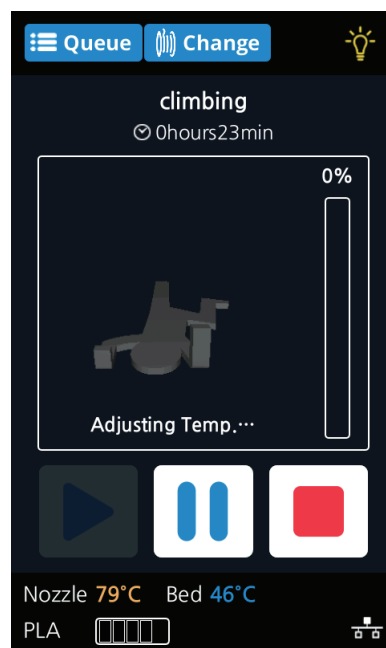 Queue Change
climbing
0hours23min
0%
Adjusting Temp.···
Nozzle 79°C Bed 46°C
PLA